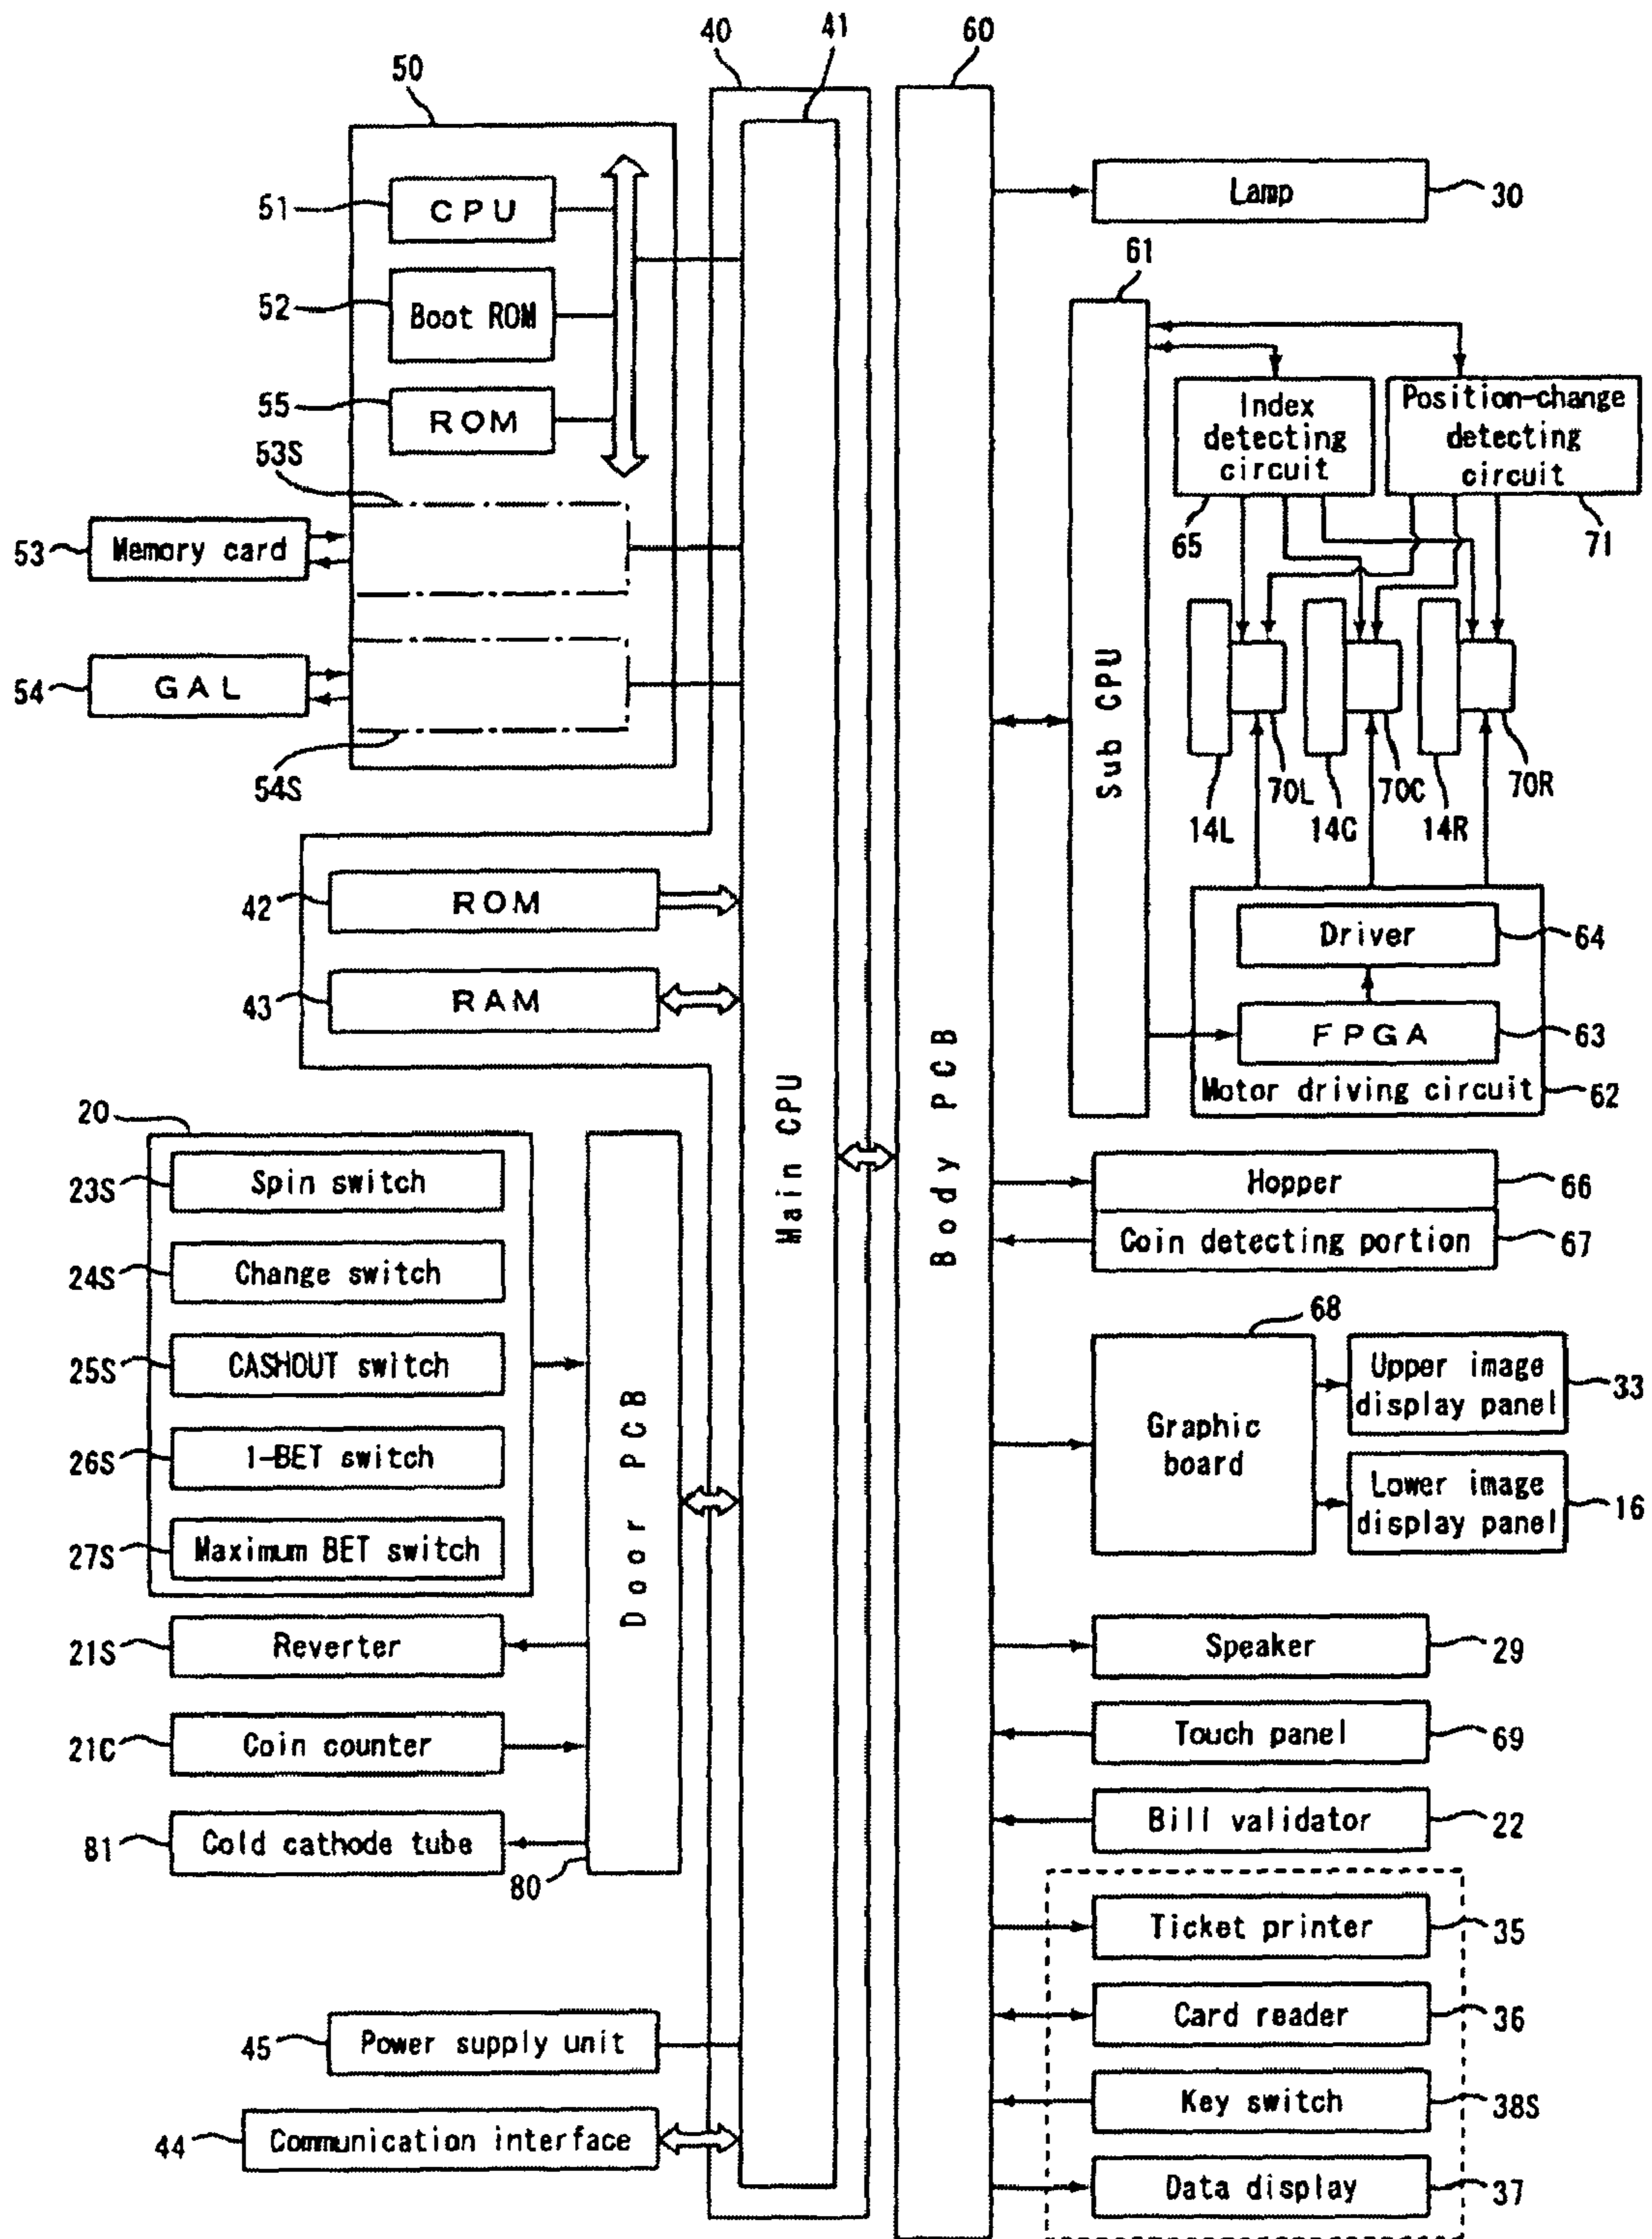 40
41
60
50
51
CPU
52
Boot ROM
55
ROM
53S
53
Memory card
54
GAL
54S
42
ROM
43
RAM
Main CPU
20
23S
Spin switch
24S
Change switch
25S
CASHOUT switch
26S
1-BET switch
27S
Maximum BET switch
21S
Reverter
21C
Coin counter
81
Cold cathode tube
Door PCB
80
45
Power supply unit
44
Communication interface
Body PCB
Lamp
30
61
Sub CPU
Index
detecting
circuit
65
Position-change
detecting
circuit
71
14L
70L
14C
70C
14R
70R
Driver
64
FPGA
63
Motor driving circuit
62
Hopper
66
Coin detecting portion
67
68
Graphic
board
Upper image
display panel
33
Lower image
display panel
16
Speaker
29
Touch panel
69
Bill validator
22
Ticket printer
35
Card reader
36
Key switch
38S
Data display
37